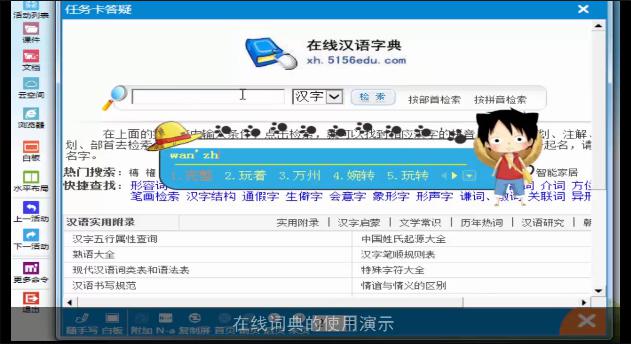 任务卡答疑
活动列表
课件
文档
云空间
浏览器
白板
水平布局
上一活动
下一活动
更多命令
退出
在线汉语字典
xh.5156edu.com
汉字
检索
按部首检索 按拼音检索
热门搜索:
智能家居
wan'zh
1.完整 2.玩着 3.万州 4.婉转 5.玩转
快捷查找: 形容词
介词 方位
笔画检索 汉字结构 通假字 生僻字 会意字 象形字 形声字 谦词、敬词 关联词 异形
汉语实用附录
实用附录 | 汉字启蒙 | 文学常识 | 历年热词 | 汉语研究 |
汉字五行属性查询 中国姓氏起源大全
熟语大全 汉字笔顺规则表
现代汉语词类表和语法表 特殊字符大全
汉语书写规范 情谊与情义的区别
随手写 白板 附加 N-a 复制屏 首页
在线词典的使用演示